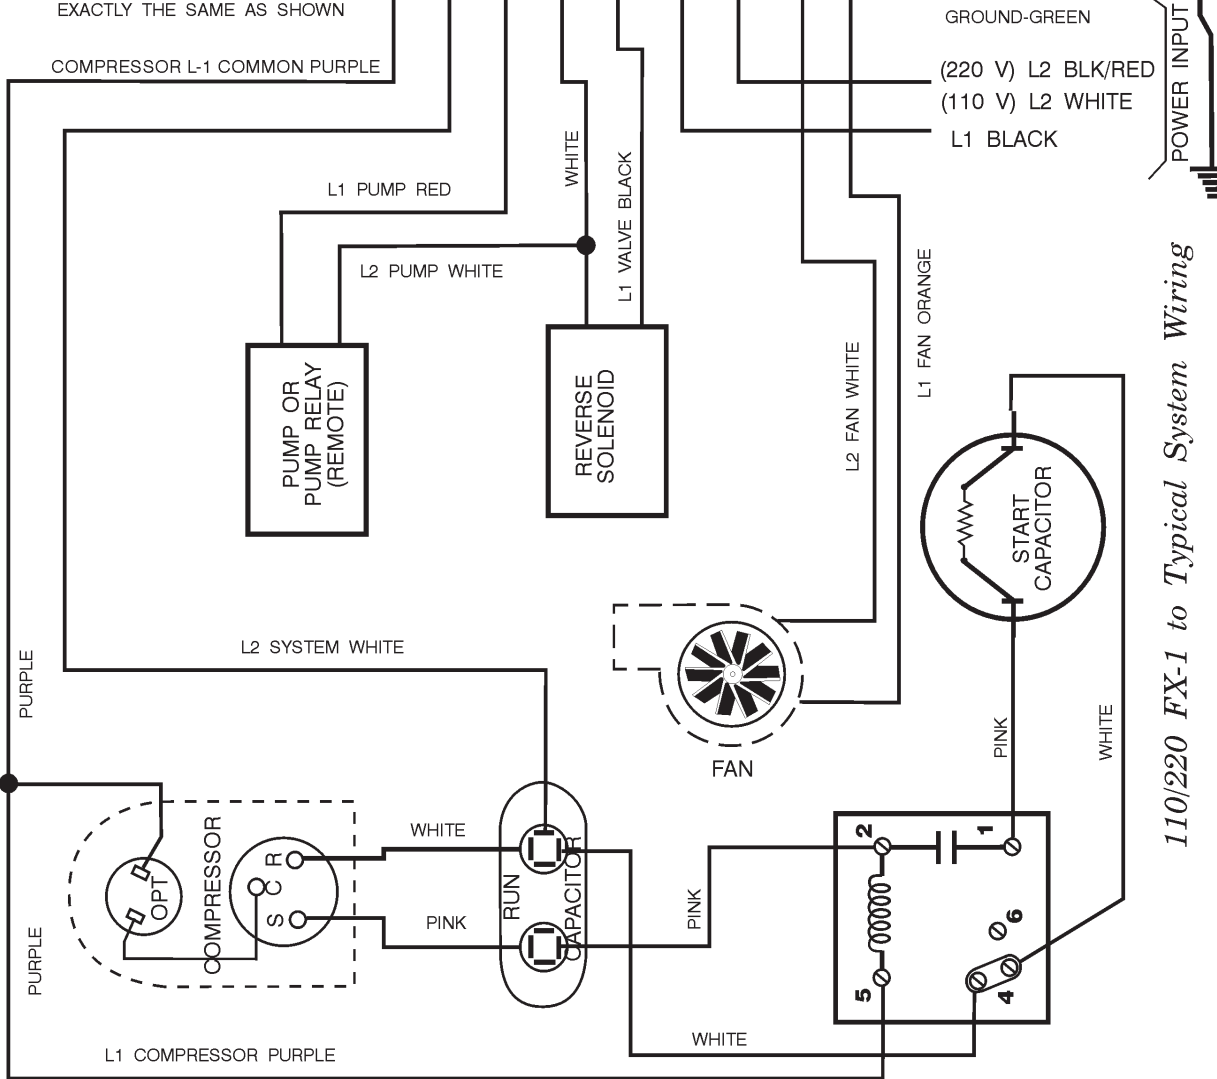 EXACTLY THE SAME AS SHOWN
GROUND-GREEN
COMPRESSOR L-1 COMMON PURPLE
(220 V) L2 BLK/RED
(110 V) L2 WHITE
L1 BLACK
POWER INPUT
L1 PUMP RED
WHITE
L1 VALVE BLACK
L2 PUMP WHITE
L1 FAN ORANGE
L2 FAN WHITE
PUMP OR
PUMP RELAY
(REMOTE)
REVERSE
SOLENOID
START
CAPACITOR
110/220 FX-1 to Typical System Wiring
L2 SYSTEM WHITE
PURPLE
FAN
PINK
WHITE
COMPRESSOR
OPT
R
C
S
WHITE
PINK
RUN
CAPACITOR
PINK
2
1
6
5
4
PURPLE
WHITE
L1 COMPRESSOR PURPLE